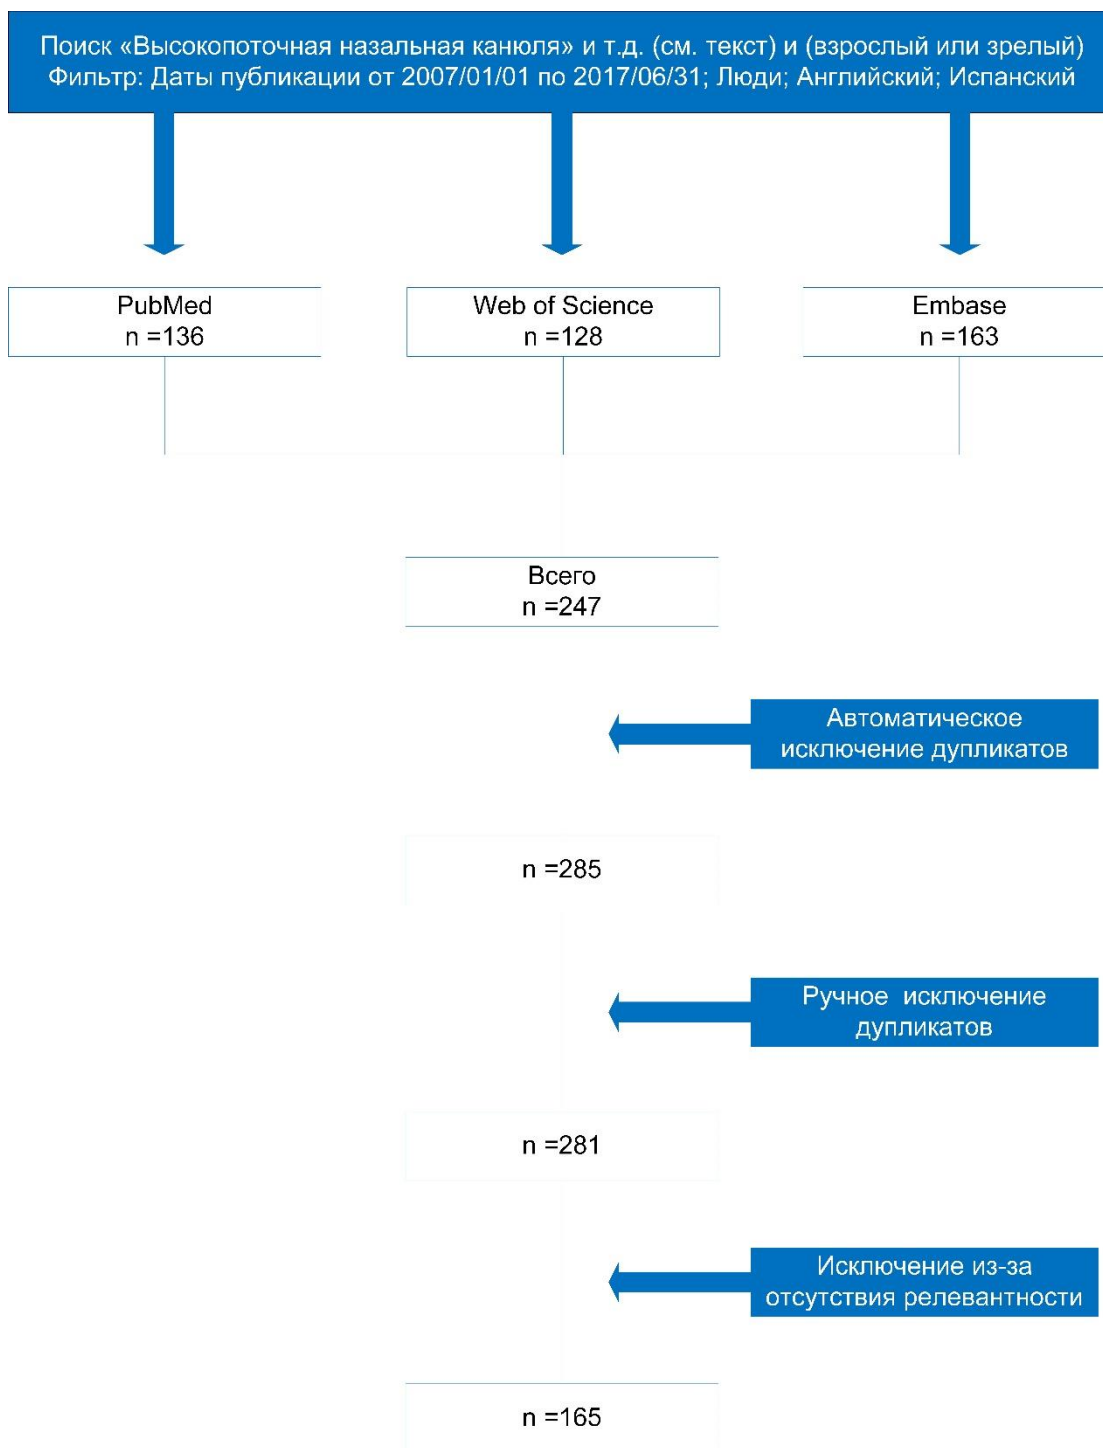 Поиск «Высокопоточная назальная канюля» и т.д. (см. текст) и (взрослый или зрелый)
Фильтр: Даты публикации от 2007/01/01 по 2017/06/31; Люди; Английский; Испанский
PubMed
n =136
Web of Science
n =128
Embase
n =163
Всего
n =247
Автоматическое
исключение дупликатов
n =285
Ручное  исключение
дупликатов
n =281
Исключение из-за
отсутствия релевантности
n =165